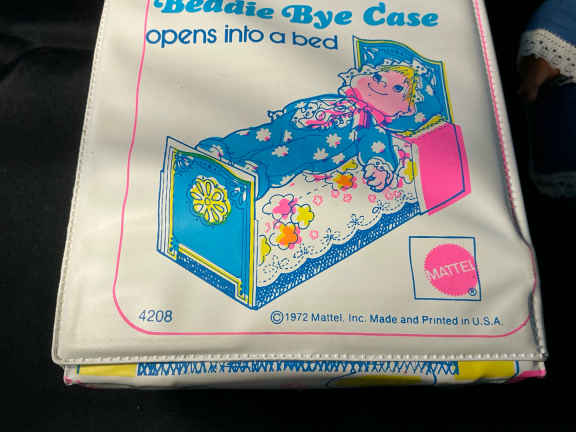 Beddie Bye Case
opens into a bed
MATTEL
®
4208
©1972 Mattel, Inc. Made and Printed in U.S.A.